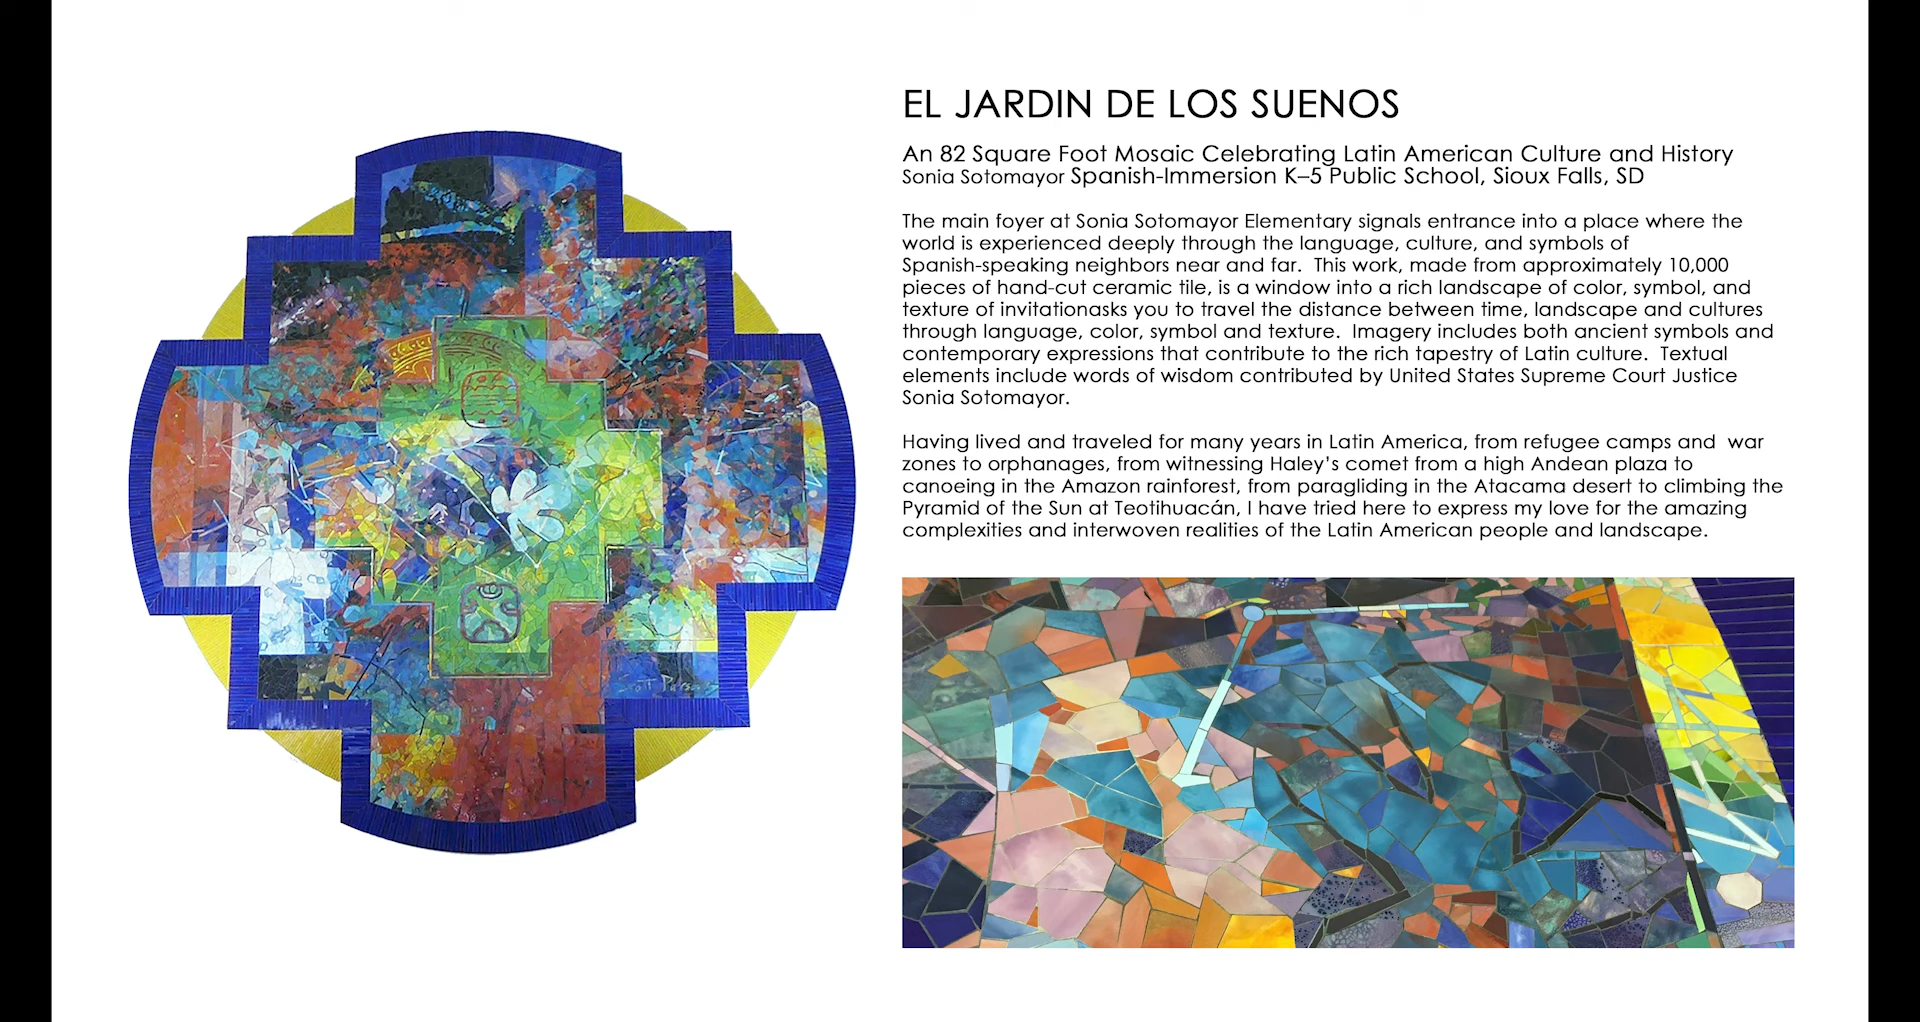 EL JARDIN DE LOS SUENOS
An 82 Square Foot Mosaic Celebrating Latin American Culture and History
Sonia Sotomayor Spanish-Immersion K–5 Public School, Sioux Falls, SD
The main foyer at Sonia Sotomayor Elementary signals entrance into a place where the
world is experienced deeply through the language, culture, and symbols of
Spanish-speaking neighbors near and far.  This work, made from approximately 10,000
pieces of hand-cut ceramic tile, is a window into a rich landscape of color, symbol, and
texture of invitationasks you to travel the distance between time, landscape and cultures
through language, color, symbol and texture.  Imagery includes both ancient symbols and
contemporary expressions that contribute to the rich tapestry of Latin culture.  Textual
elements include words of wisdom contributed by United States Supreme Court Justice
Sonia Sotomayor.
Having lived and traveled for many years in Latin America, from refugee camps and  war
zones to orphanages, from witnessing Haley’s comet from a high Andean plaza to
canoeing in the Amazon rainforest, from paragliding in the Atacama desert to climbing the
Pyramid of the Sun at Teotihuacán, I have tried here to express my love for the amazing
complexities and interwoven realities of the Latin American people and landscape.